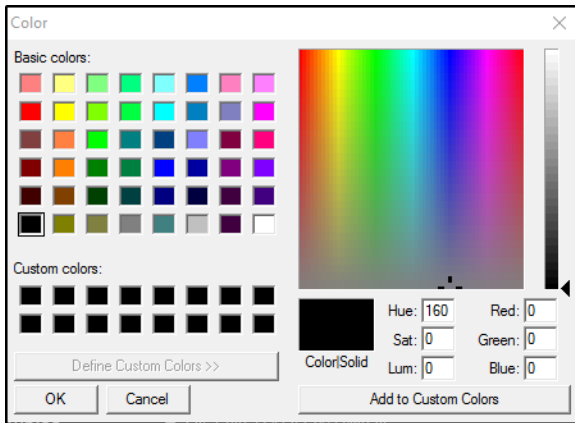 Color
Basic colors:
Custom colors:
Define Custom Colors >>
OK
Cancel
Color|Solid
Hue: 160
Sat: 0
Lum: 0
Red: 0
Green: 0
Blue: 0
Add to Custom Colors